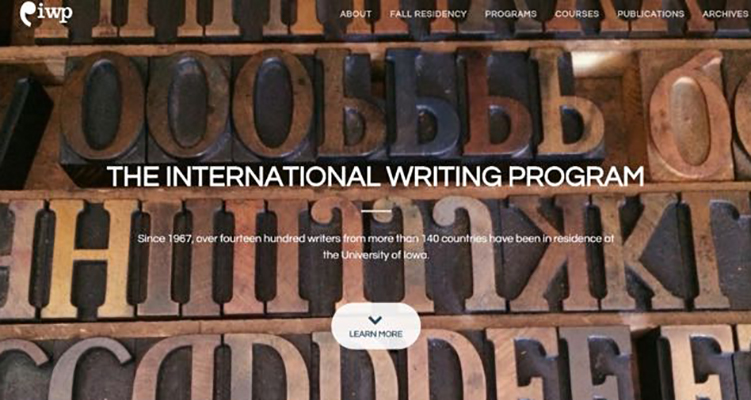 iwp
ABOUT FALL RESIDENCY PROGRAMS COURSES PUBLICATIONS ARCHIVES
THE INTERNATIONAL WRITING PROGRAM
Since 1967, over fourteen hundred writers from more than 140 countries have been in residence at
the University of Iowa.
LEARN MORE